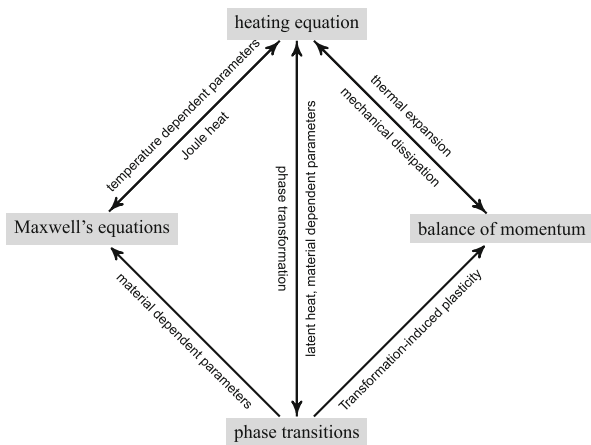 heating equation
temperature dependent parameters
Joule heat
thermal expansion
mechanical dissipation
phase transformation
latent heat, material dependent parameters
Maxwell’s equations
balance of momentum
material dependent parameters
Transformation-induced plasticity
phase transitions